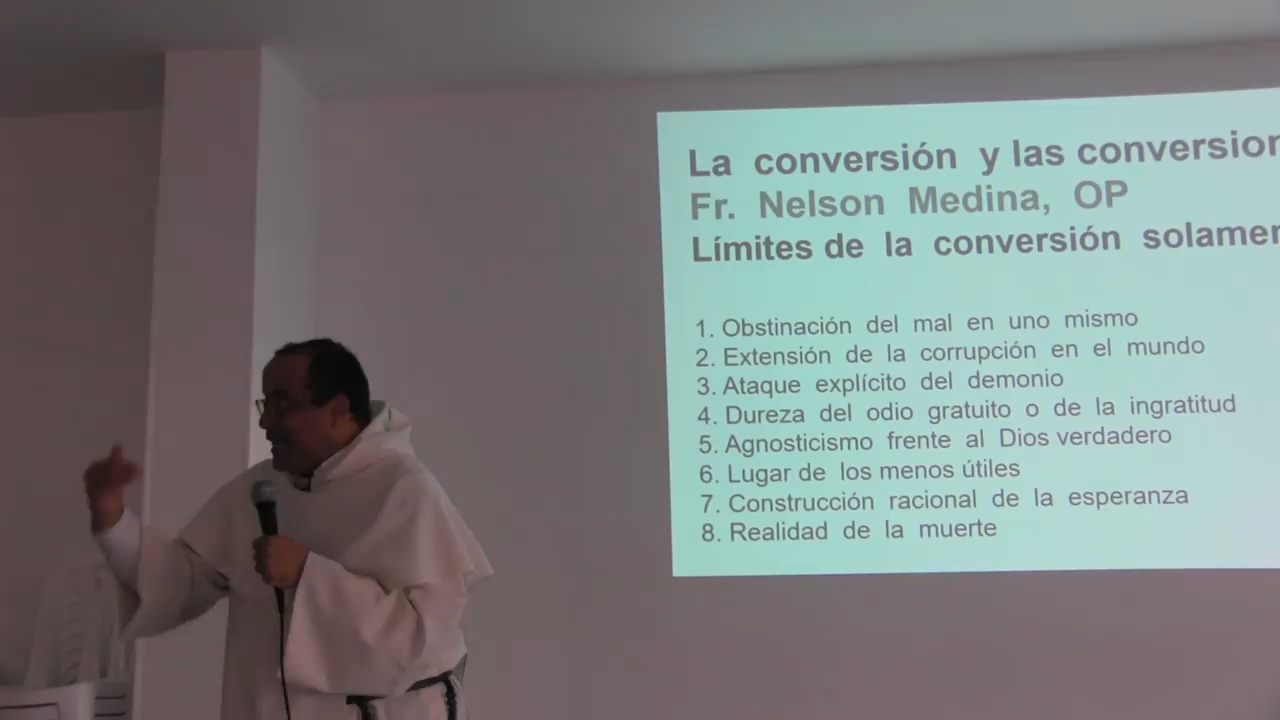 La conversión y las
Fr. Nelson Medina, OP
Límites de la conversión
1. Obstinación del mal en uno mismo
2. Extensión de la corrupción en el mundo
3. Ataque explícito del demonio
4. Dureza del odio gratuito o de la ingratitud
5. Agnosticismo frente al Dios verdadero
6. Lugar de los menos útiles
7. Construcción racional de la esperanza
8. Realidad de la muerte